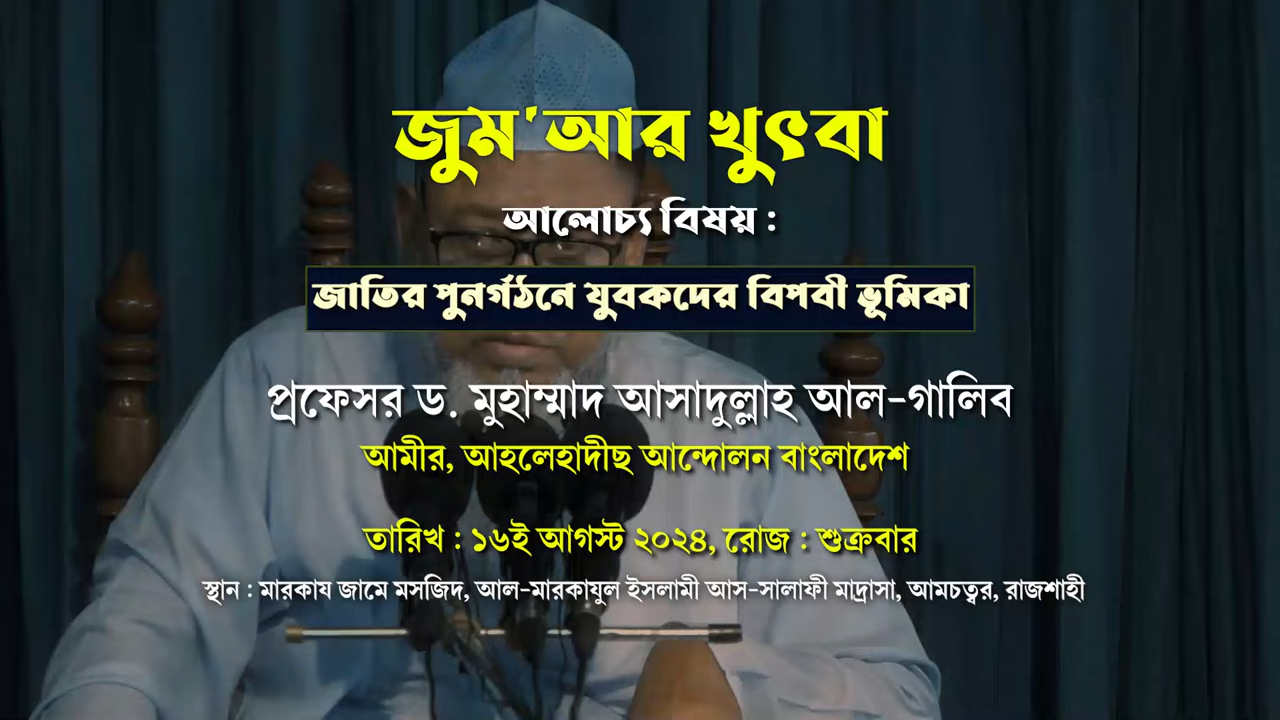 জুম'আর খুৎবা
আলোচ্য বিষয় :
জাতির পুনর্গঠনে যুবকদের বিপবী ভূমিকা
প্রফেসর ড. মুহাম্মাদ আসাদুল্লাহ আল-গালিব
আমীর, আহলেহাদীছ আন্দোলন বাংলাদেশ
তারিখ : ১৬ই আগস্ট ২০২৪, রোজ : শুক্রবার
স্থান : মারকায জামে মসজিদ, আল-মারকাযুল ইসলামী আস-সালাফী মাদ্রাসা, আমচত্বর, রাজশাহী